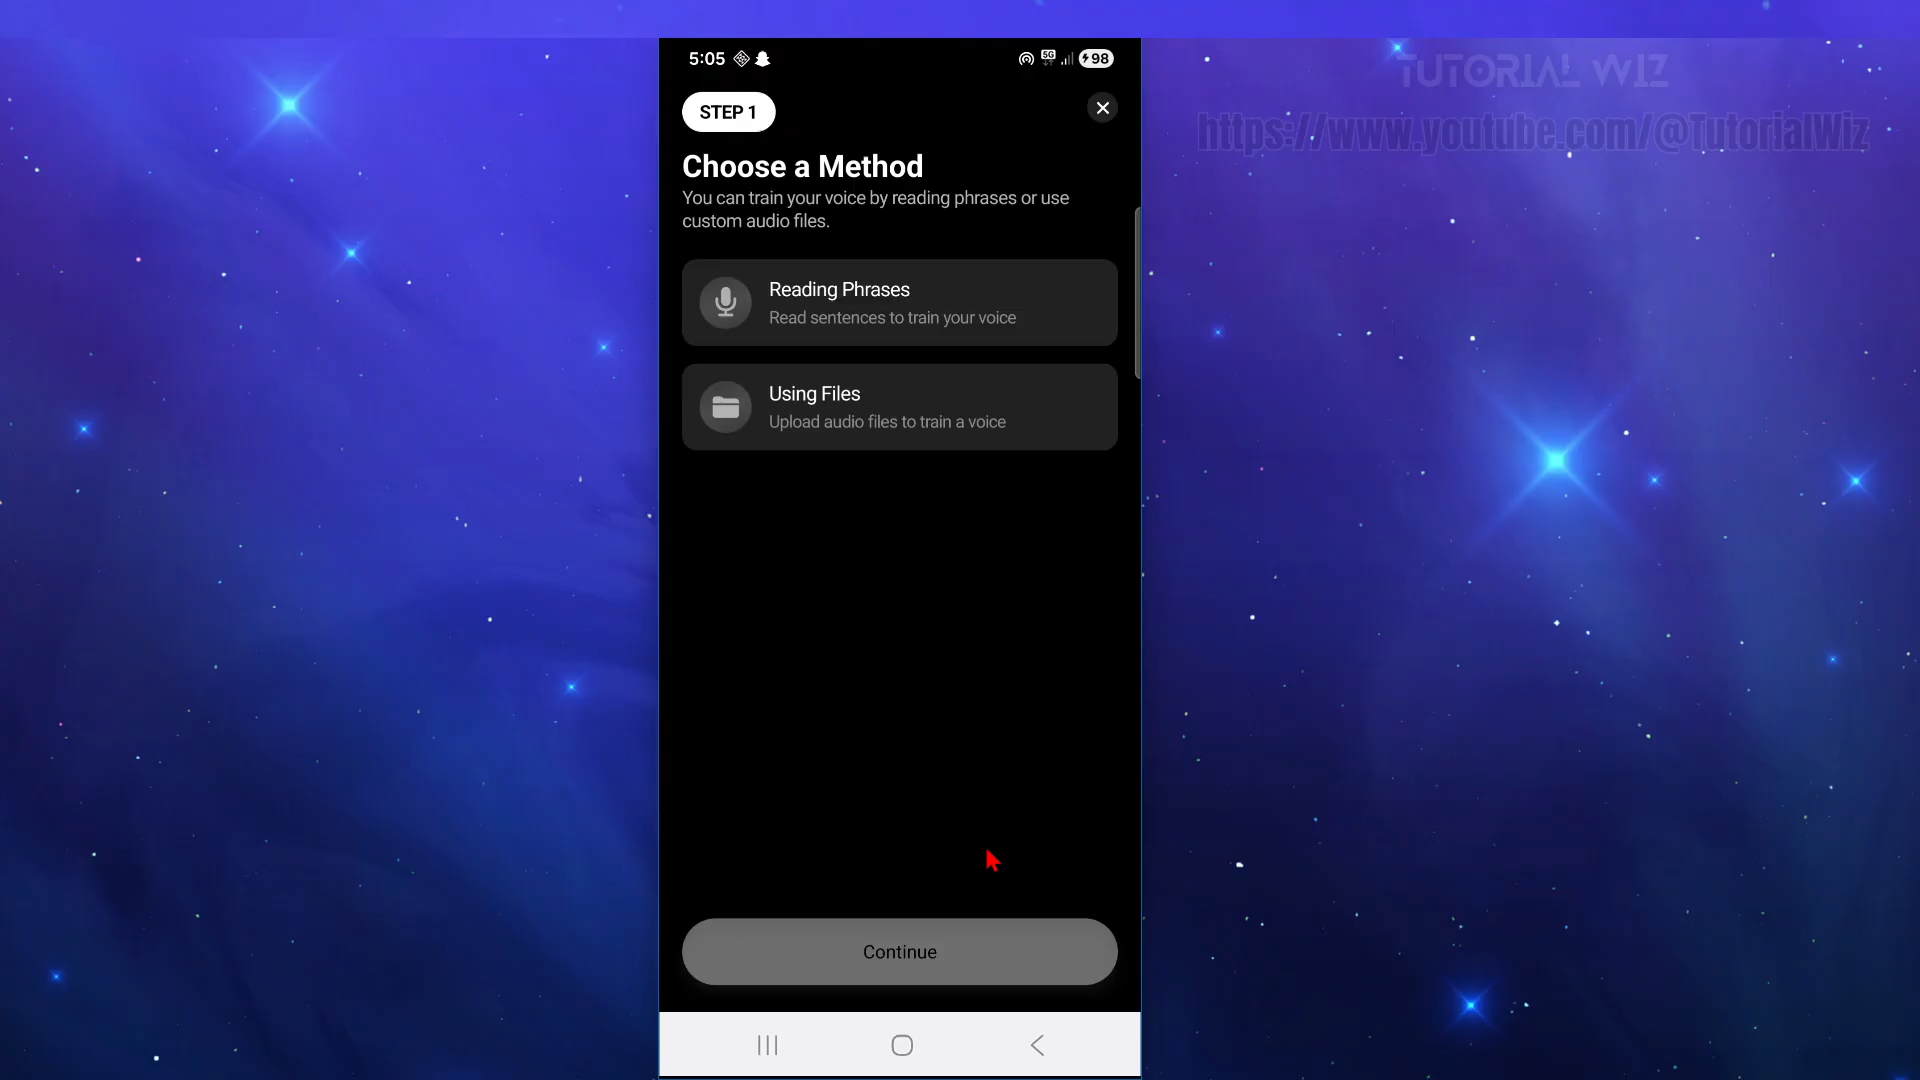 TUTORIAL WIZ
https://www.youtube.com/@TutorialWiz
5:05
5G
98
STEP 1
Choose a Method
You can train your voice by reading phrases or use
custom audio files.
Reading Phrases
Read sentences to train your voice
Using Files
Upload audio files to train a voice
Continue